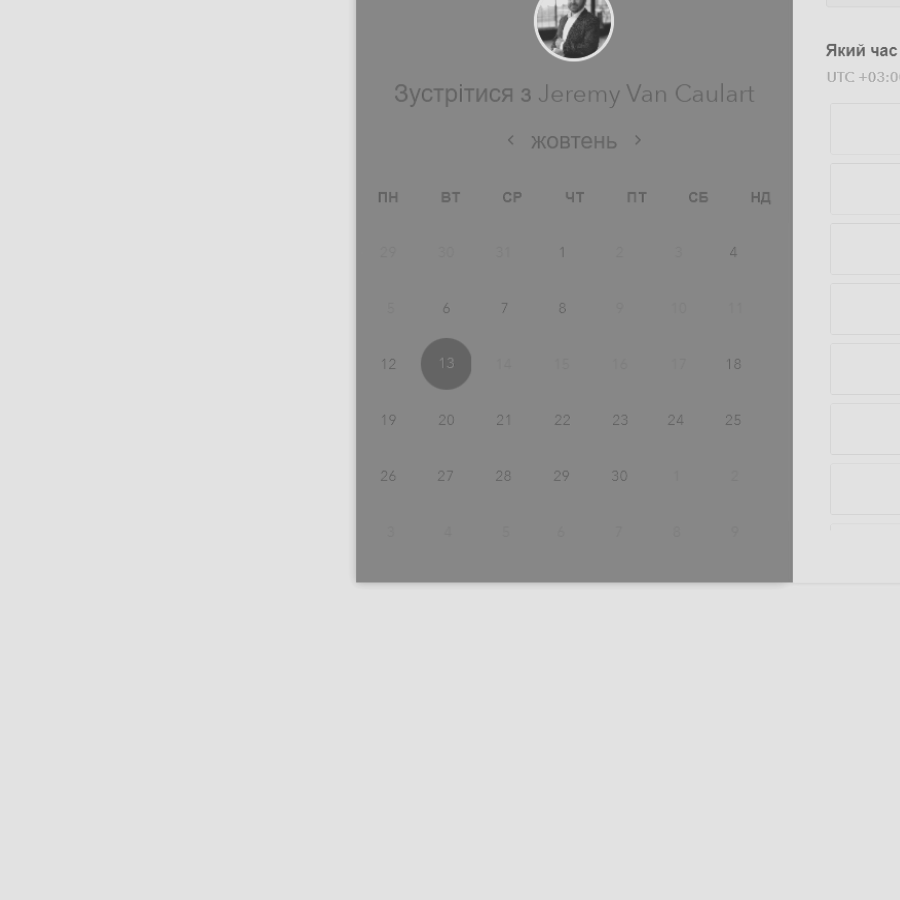 Зустрітися з Jeremy Van Caulart
< жовтень >
ПН ВТ СР ЧТ ПТ СБ НД
29 30 31 1 2 3 4
5 6 7 8 9 10 11
12 13 14 15 16 17 18
19 20 21 22 23 24 25
26 27 28 29 30 1 2
3 4 5 6 7 8 9
Який час
UTC +03:0